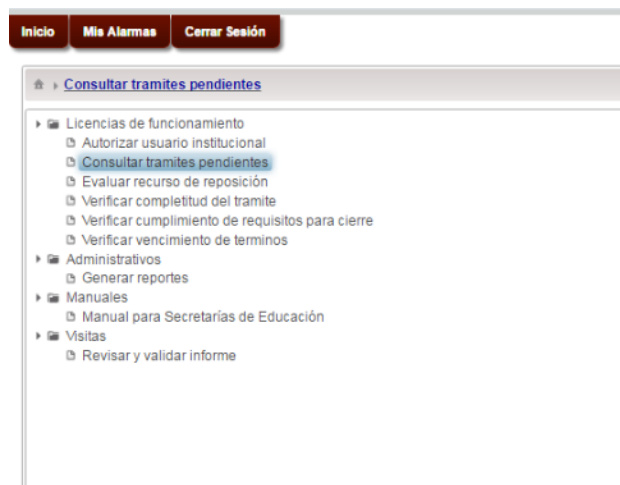 Inicio Mis Alarmas Cerrar Sesión
Consultar tramites pendientes
Licencias de funcionamiento
Autorizar usuario institucional
Consultar tramites pendientes
Evaluar recurso de reposición
Verificar completitud del tramite
Verificar cumplimiento de requisitos para cierre
Verificar vencimiento de terminos
Administrativos
Generar reportes
Manuales
Manual para Secretarías de Educación
Visitas
Revisar y validar informe